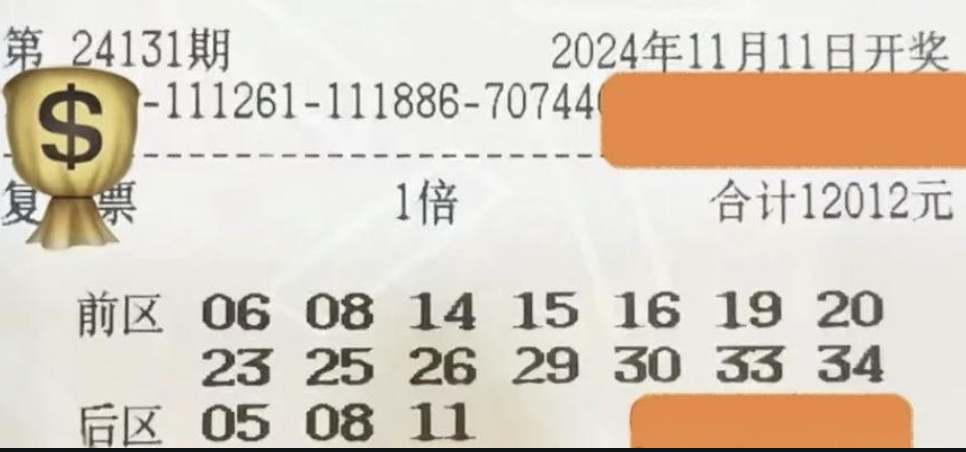 第 24131期 2024年11月11日开奖
-111261-111886-70744
复 票 1倍 合计12012元
前区 06 08 14 15 16 19 20
23 25 26 29 30 33 34
后区 05 08 11